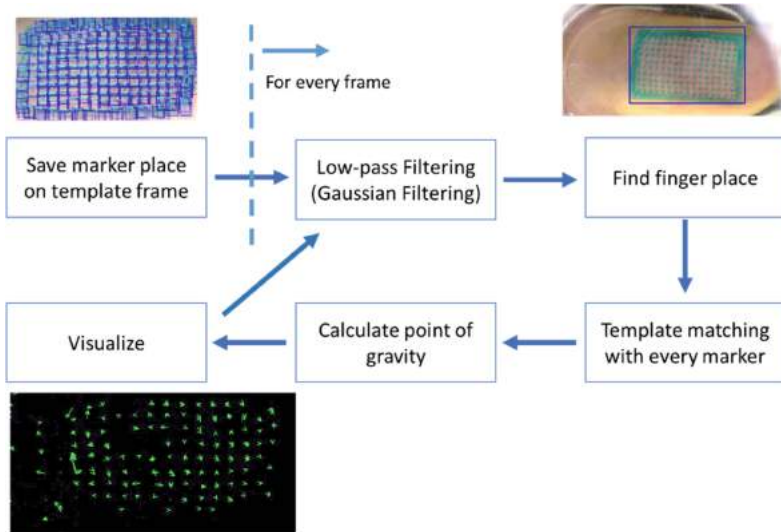 For every frame
Save marker place
on template frame
Low-pass Filtering
(Gaussian Filtering)
Find finger place
Visualize
Calculate point of
gravity
Template matching
with every marker